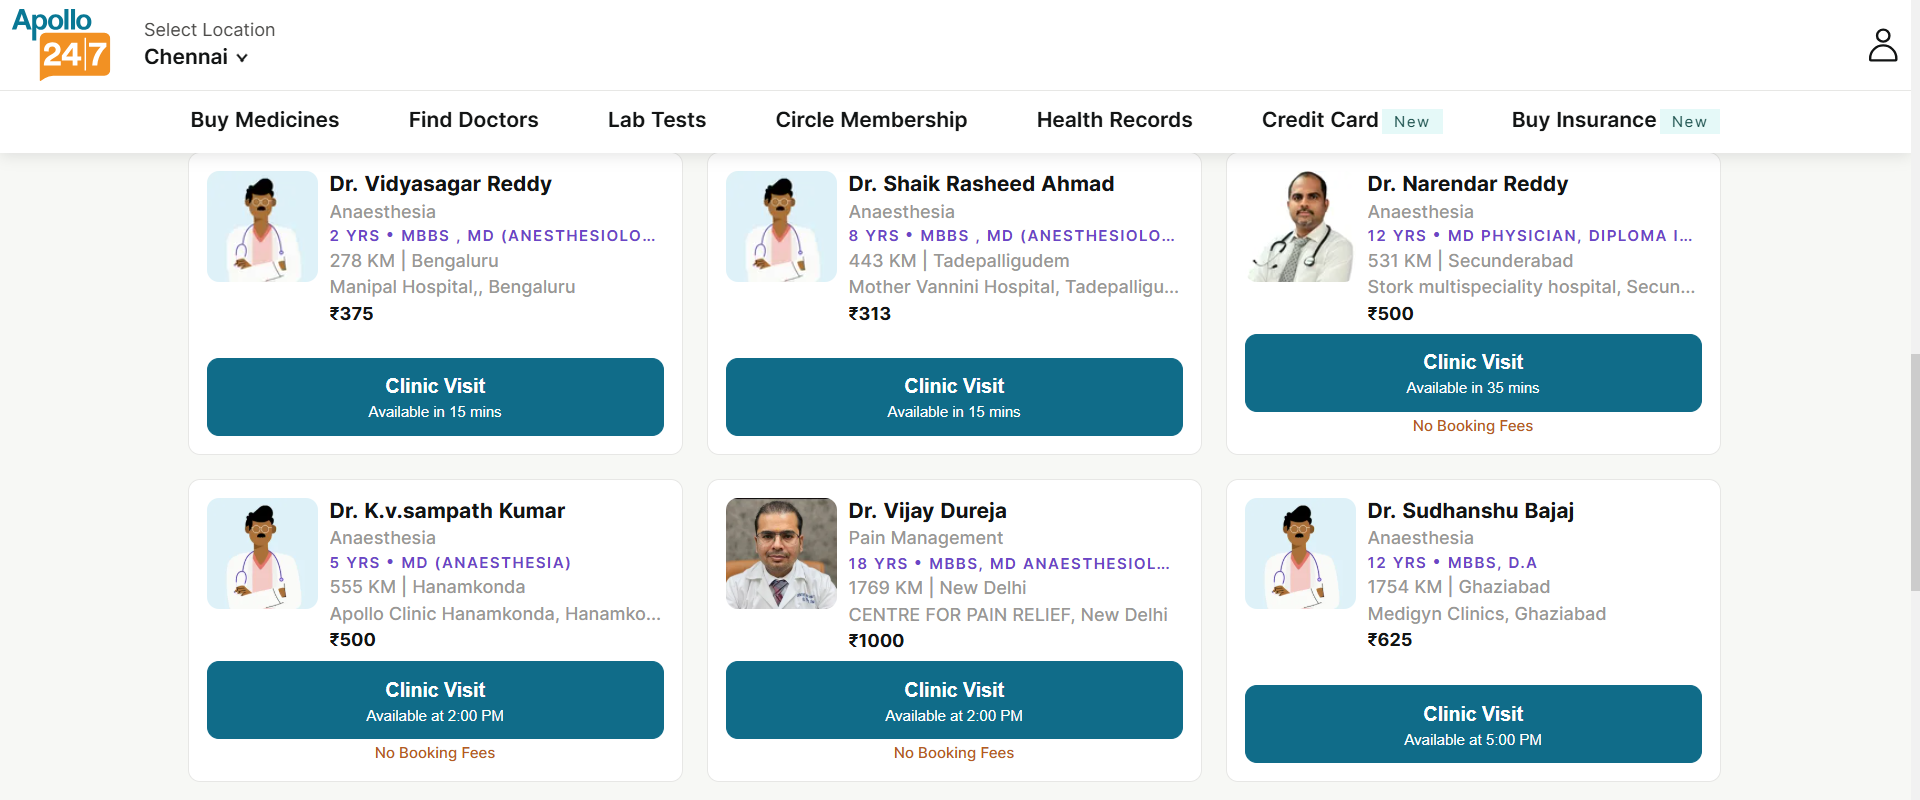 Apollo
24|7
Select Location
Chennai
Buy Medicines
Find Doctors
Lab Tests
Circle Membership
Health Records
Credit Card New
Buy Insurance New
Dr. Vidyasagar Reddy
Anaesthesia
2 YRS • MBBS , MD (ANESTHESIOLO...
278 KM | Bengaluru
Manipal Hospital,, Bengaluru
₹375
Clinic Visit
Available in 15 mins
Dr. Shaik Rasheed Ahmad
Anaesthesia
8 YRS • MBBS , MD (ANESTHESIOLO...
443 KM | Tadepalligudem
Mother Vannini Hospital, Tadepalligu...
₹313
Clinic Visit
Available in 15 mins
Dr. Narendar Reddy
Anaesthesia
12 YRS • MD PHYSICIAN, DIPLOMA I...
531 KM | Secunderabad
Stork multispeciality hospital, Secun...
₹500
Clinic Visit
Available in 35 mins
No Booking Fees
Dr. K.v.sampath Kumar
Anaesthesia
5 YRS • MD (ANAESTHESIA)
555 KM | Hanamkonda
Apollo Clinic Hanamkonda, Hanamko...
₹500
Clinic Visit
Available at 2:00 PM
No Booking Fees
Dr. Vijay Dureja
Pain Management
18 YRS • MBBS, MD ANAESTHESIOL...
1769 KM | New Delhi
CENTRE FOR PAIN RELIEF, New Delhi
₹1000
Clinic Visit
Available at 2:00 PM
No Booking Fees
Dr. Sudhanshu Bajaj
Anaesthesia
12 YRS • MBBS, D.A
1754 KM | Ghaziabad
Medigyn Clinics, Ghaziabad
₹625
Clinic Visit
Available at 5:00 PM